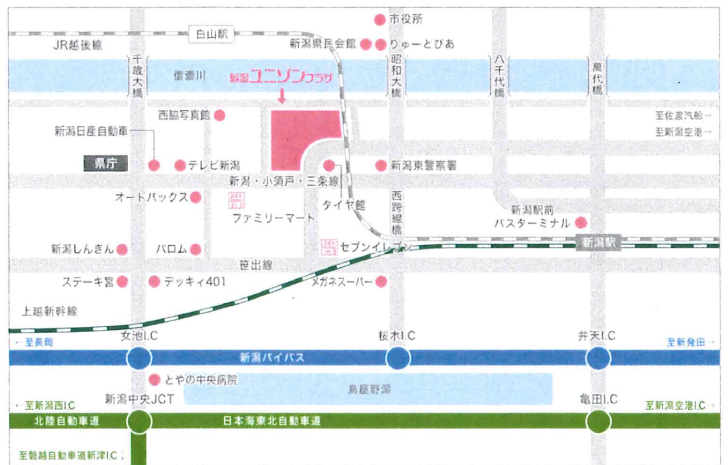 市役所
白山駅
JR越後線
新潟県民会館
りゅーとぴあ
千歳大橋
昭和大橋
八千代橋
萬代橋
信濃川
新潟ユニゾンプラザ
西脇写真館
至佐渡汽船→
至新潟空港→
新潟日産自動車
県庁
テレビ新潟
新潟東警察署
新潟・小須戸・三条線
オートバックス
タイヤ館
西跨線橋
ファミリーマート
新潟駅前
バスターミナル
新潟しんきん
バロム
セブンイレブン
新潟駅
笹出線
ステーキ宮
デッキィ401
メガネスーパー
上越新幹線
女池I.C
桜木I.C
弁天I.C
←至長岡
新潟バイパス
至新発田→
とやの中央病院
鳥屋野潟
新潟中央JCT
亀田I.C
←至新潟西I.C
至新潟空港I.C→
北陸自動車道
日本海東北自動車道
至磐越自動車道新津I.C↓